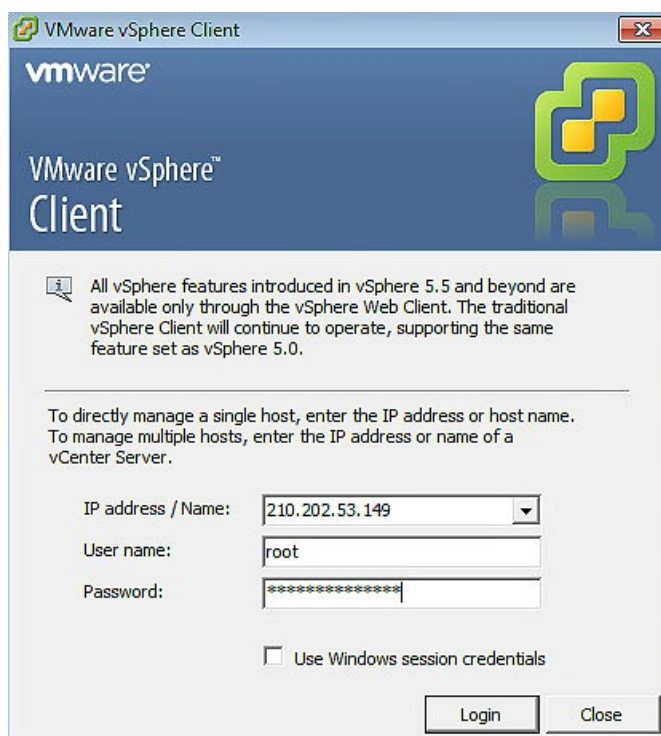 VMware vSphere Client
vmware
VMware vSphere™
Client
All vSphere features introduced in vSphere 5.5 and beyond are
available only through the vSphere Web Client. The traditional
vSphere Client will continue to operate, supporting the same
feature set as vSphere 5.0.
To directly manage a single host, enter the IP address or host name.
To manage multiple hosts, enter the IP address or name of a
vCenter Server.
IP address / Name: 210.202.53.149
User name: root
Password: **************
Use Windows session credentials
Login Close